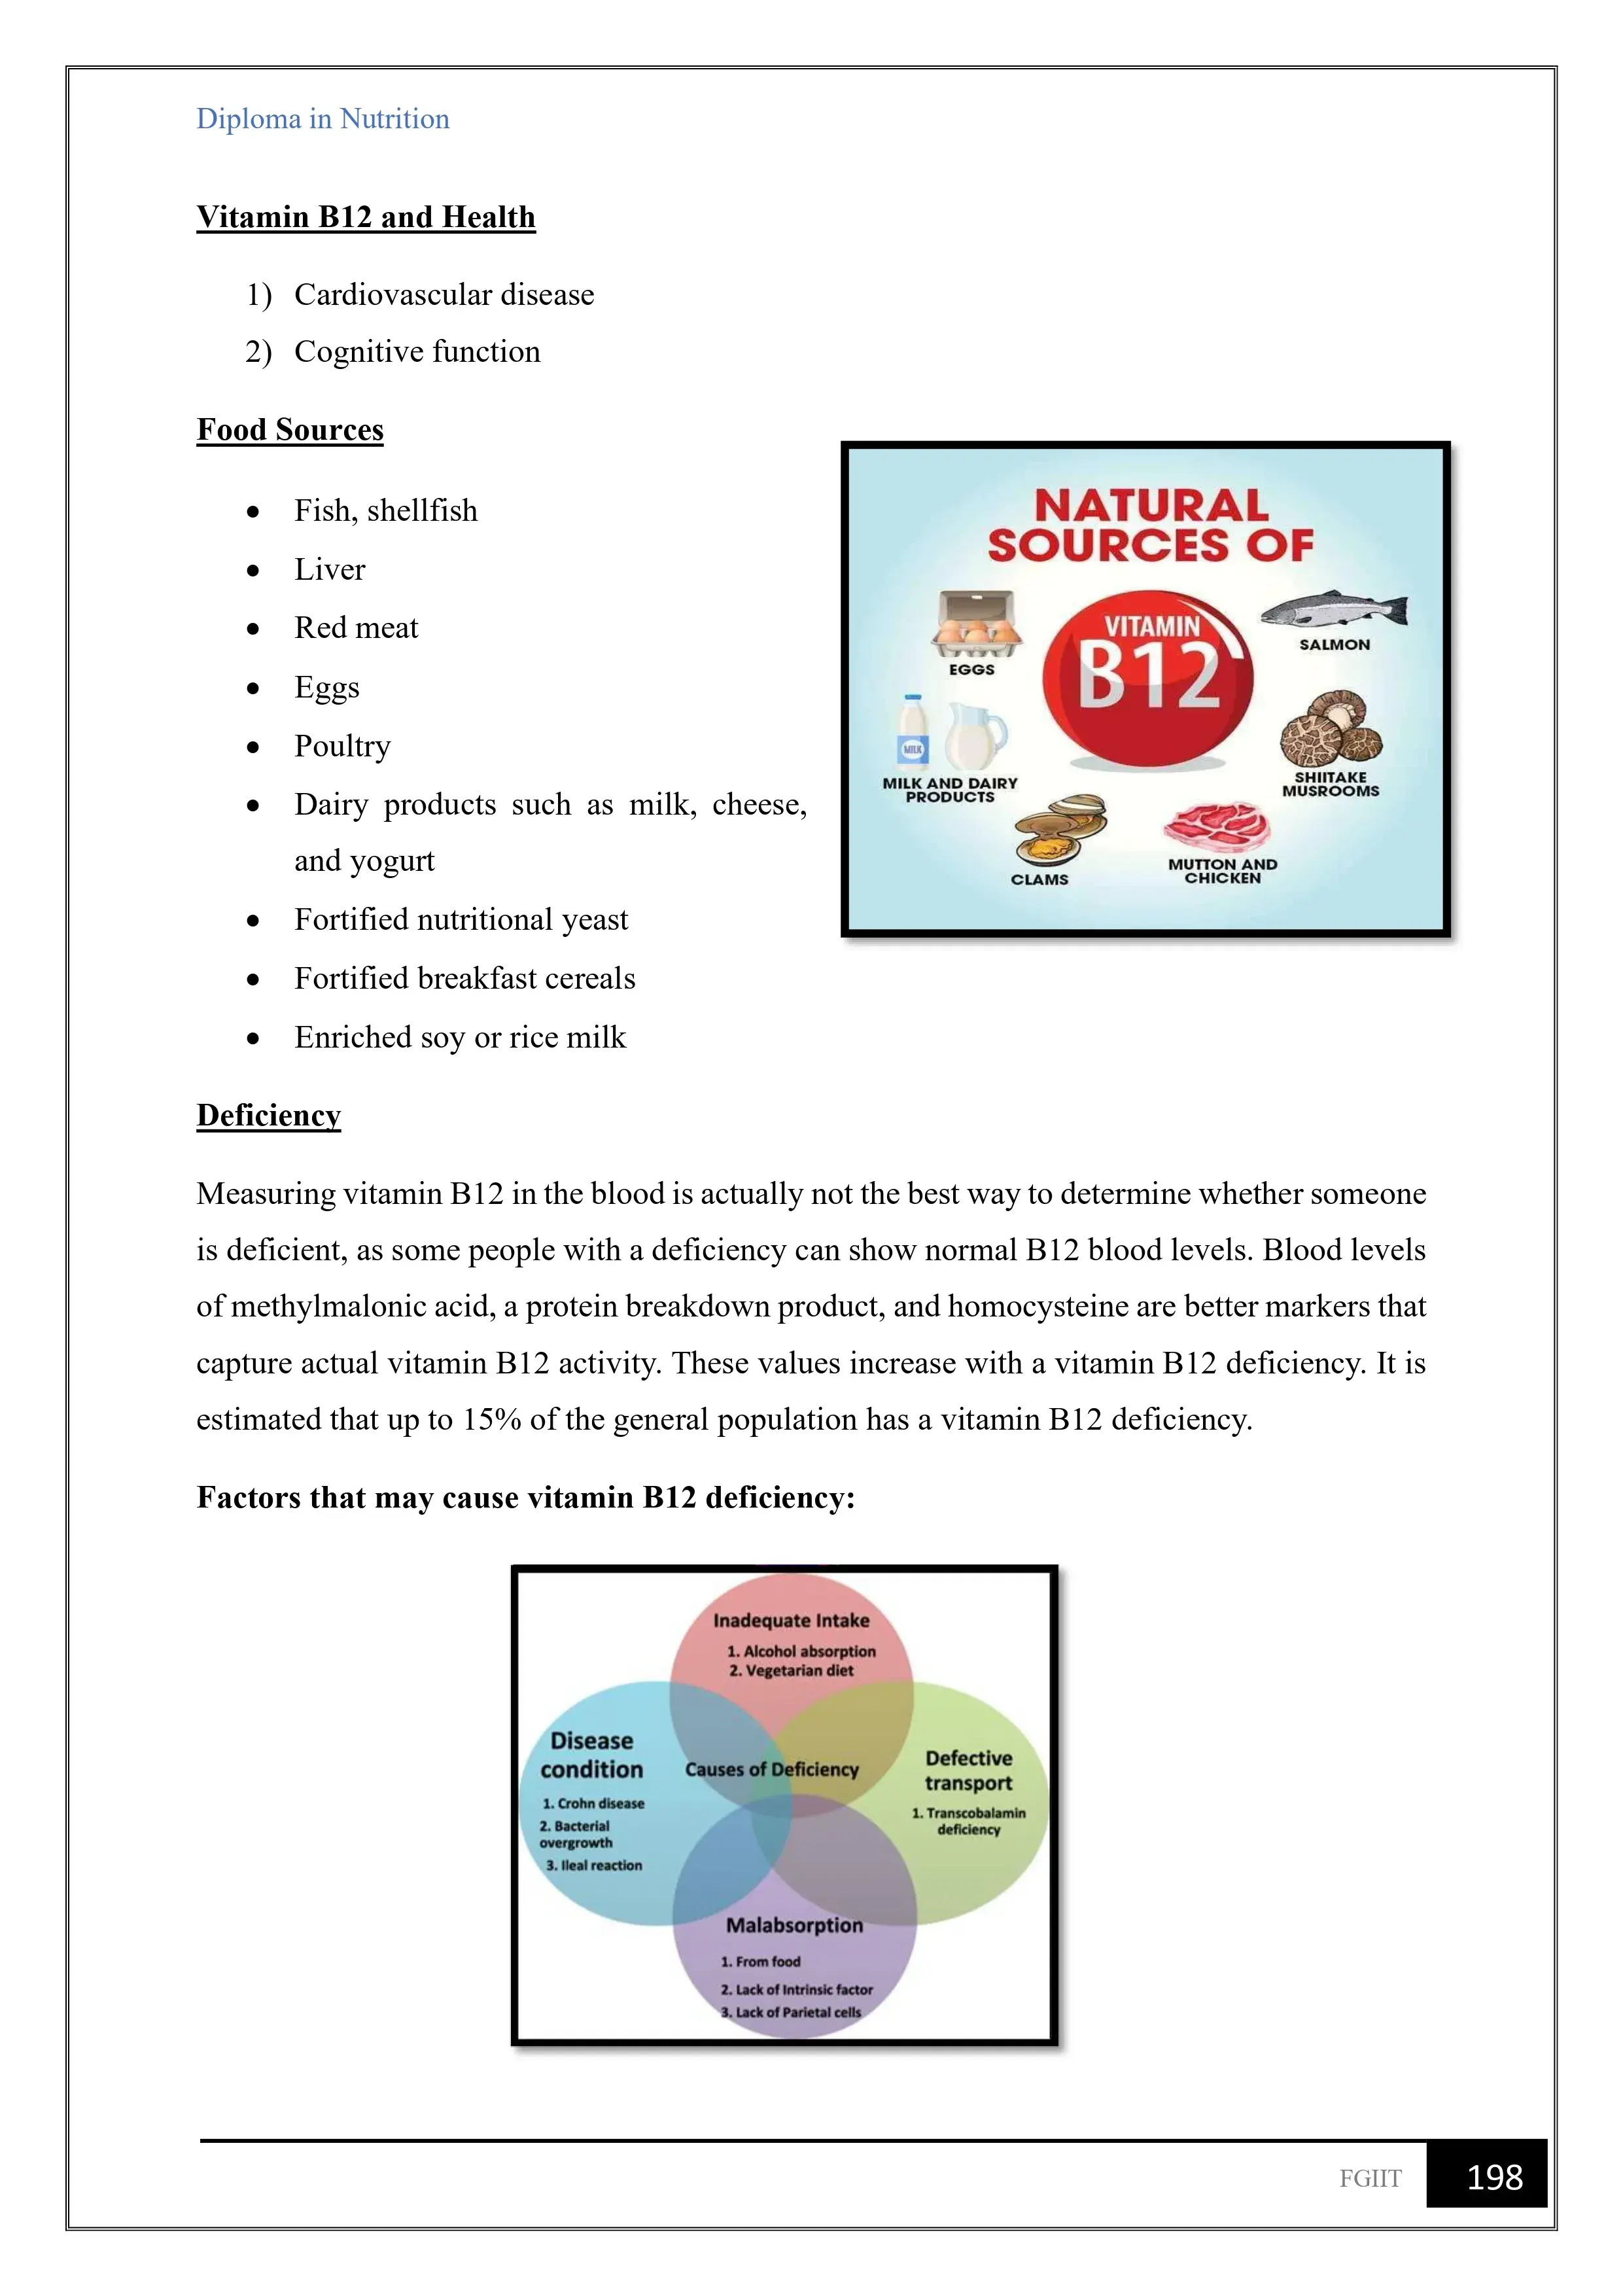 Diploma in Nutrition
Vitamin B12 and Health
1) Cardiovascular disease
2) Cognitive function
Food Sources
• Fish, shellfish
• Liver
• Red meat
• Eggs
• Poultry
• Dairy products such as milk, cheese,
and yogurt
• Fortified nutritional yeast
• Fortified breakfast cereals
• Enriched soy or rice milk
NATURAL
SOURCES OF
VITAMIN
B12
EGGS
SALMON
MILK
MILK AND DAIRY
PRODUCTS
SHIITAKE
MUSROOMS
CLAMS
MUTTON AND
CHICKEN
Deficiency
Measuring vitamin B12 in the blood is actually not the best way to determine whether someone
is deficient, as some people with a deficiency can show normal B12 blood levels. Blood levels
of methylmalonic acid, a protein breakdown product, and homocysteine are better markers that
capture actual vitamin B12 activity. These values increase with a vitamin B12 deficiency. It is
estimated that up to 15% of the general population has a vitamin B12 deficiency.
Factors that may cause vitamin B12 deficiency:
Inadequate Intake
1. Alcohol absorption
2. Vegetarian diet
Disease
condition
1. Crohn disease
2. Bacterial
overgrowth
3. Ileal reaction
Causes of Deficiency
Defective
transport
1. Transcobalamin
deficiency
Malabsorption
1. From food
2. Lack of Intrinsic factor
3. Lack of Parietal cells
FGIIT
198